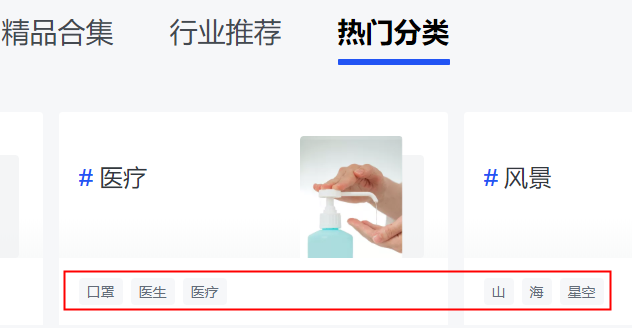 精品合集 行业推荐 热门分类
# 医疗 # 风景
口罩 医生 医疗 山 海 星空